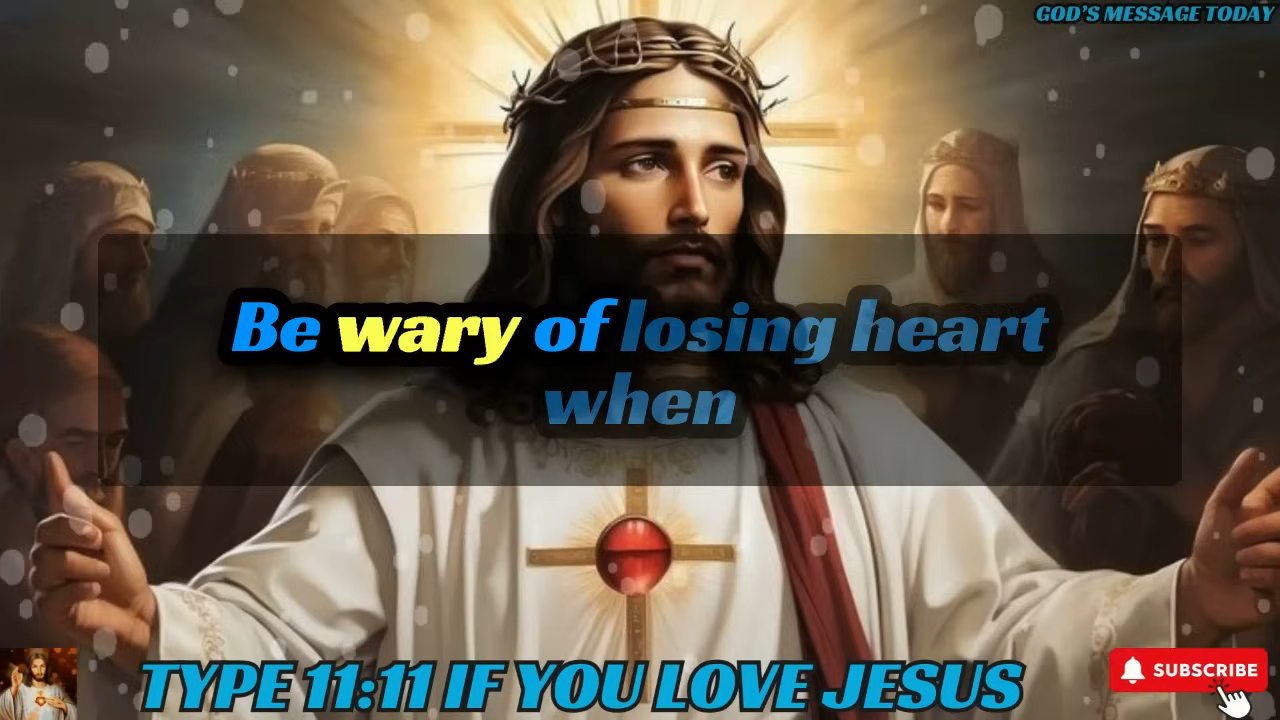 GOD'S MESSAGE TODAY
Be wary of losing heart
when
TYPE 11:11 IF YOU LOVE JESUS
SUBSCRIBE